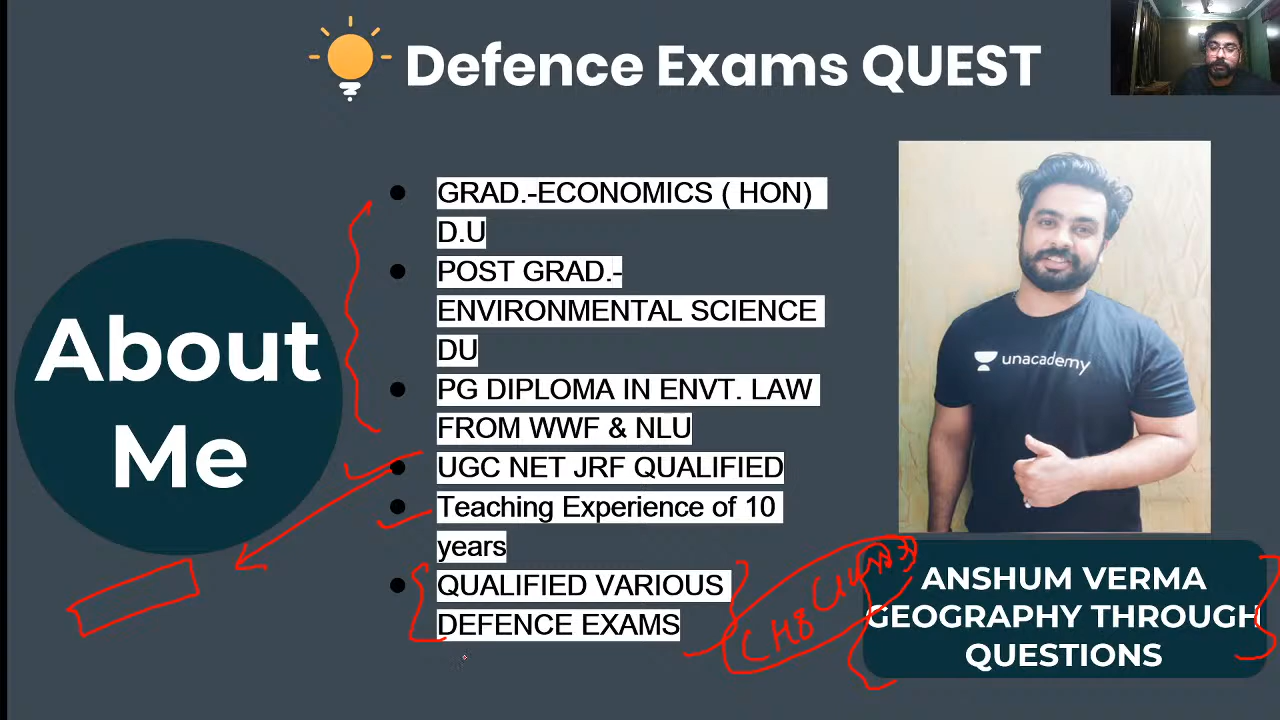 Defence Exams QUEST
About
Me
GRAD.-ECONOMICS ( HON)
D.U
POST GRAD.-
ENVIRONMENTAL SCIENCE
DU
PG DIPLOMA IN ENVT. LAW
FROM WWF & NLU
UGC NET JRF QUALIFIED
Teaching Experience of 10
years
QUALIFIED VARIOUS
DEFENCE EXAMS
unacademy
ANSHUM VERMA
GEOGRAPHY THROUGH
QUESTIONS